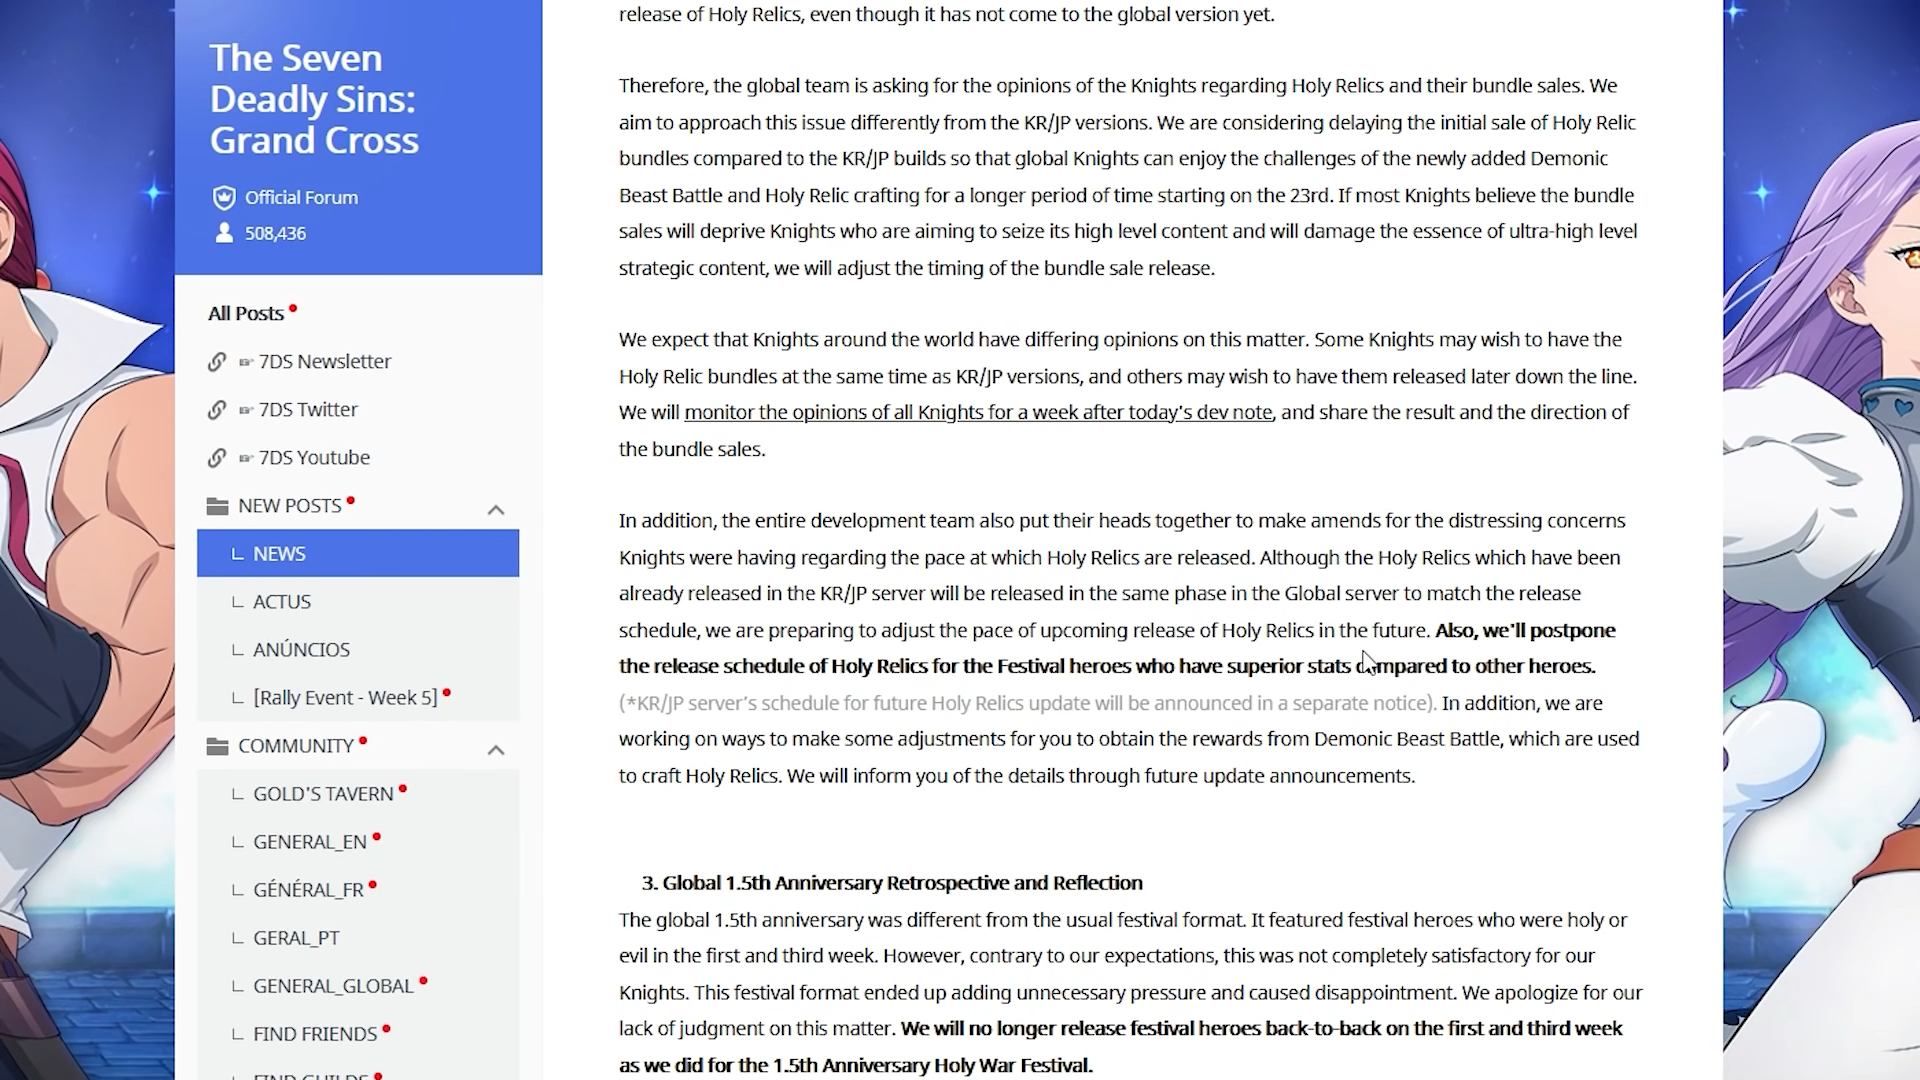 The Seven
Deadly Sins:
Grand Cross
Official Forum
508,436
All Posts
7DS Newsletter
7DS Twitter
7DS Youtube
NEW POSTS
NEWS
ACTUS
ANÚNCIOS
[Rally Event - Week 5]
COMMUNITY
GOLD'S TAVERN
GENERAL_EN
GÉNÉRAL_FR
GERAL_PT
GENERAL_GLOBAL
FIND FRIENDS
FIND GUILDS
release of Holy Relics, even though it has not come to the global version yet.
Therefore, the global team is asking for the opinions of the Knights regarding Holy Relics and their bundle sales. We
aim to approach this issue differently from the KR/JP versions. We are considering delaying the initial sale of Holy Relic
bundles compared to the KR/JP builds so that global Knights can enjoy the challenges of the newly added Demonic
Beast Battle and Holy Relic crafting for a longer period of time starting on the 23rd. If most Knights believe the bundle
sales will deprive Knights who are aiming to seize its high level content and will damage the essence of ultra-high level
strategic content, we will adjust the timing of the bundle sale release.
We expect that Knights around the world have differing opinions on this matter. Some Knights may wish to have the
Holy Relic bundles at the same time as KR/JP versions, and others may wish to have them released later down the line.
We will monitor the opinions of all Knights for a week after today's dev note, and share the result and the direction of
the bundle sales.
In addition, the entire development team also put their heads together to make amends for the distressing concerns
Knights were having regarding the pace at which Holy Relics are released. Although the Holy Relics which have been
already released in the KR/JP server will be released in the same phase in the Global server to match the release
schedule, we are preparing to adjust the pace of upcoming release of Holy Relics in the future. Also, we'll postpone
the release schedule of Holy Relics for the Festival heroes who have superior stats compared to other heroes.
(*KR/JP server's schedule for future Holy Relics update will be announced in a separate notice). In addition, we are
working on ways to make some adjustments for you to obtain the rewards from Demonic Beast Battle, which are used
to craft Holy Relics. We will inform you of the details through future update announcements.
3. Global 1.5th Anniversary Retrospective and Reflection
The global 1.5th anniversary was different from the usual festival format. It featured festival heroes who were holy or
evil in the first and third week. However, contrary to our expectations, this was not completely satisfactory for our
Knights. This festival format ended up adding unnecessary pressure and caused disappointment. We apologize for our
lack of judgment on this matter. We will no longer release festival heroes back-to-back on the first and third week
as we did for the 1.5th Anniversary Holy War Festival.